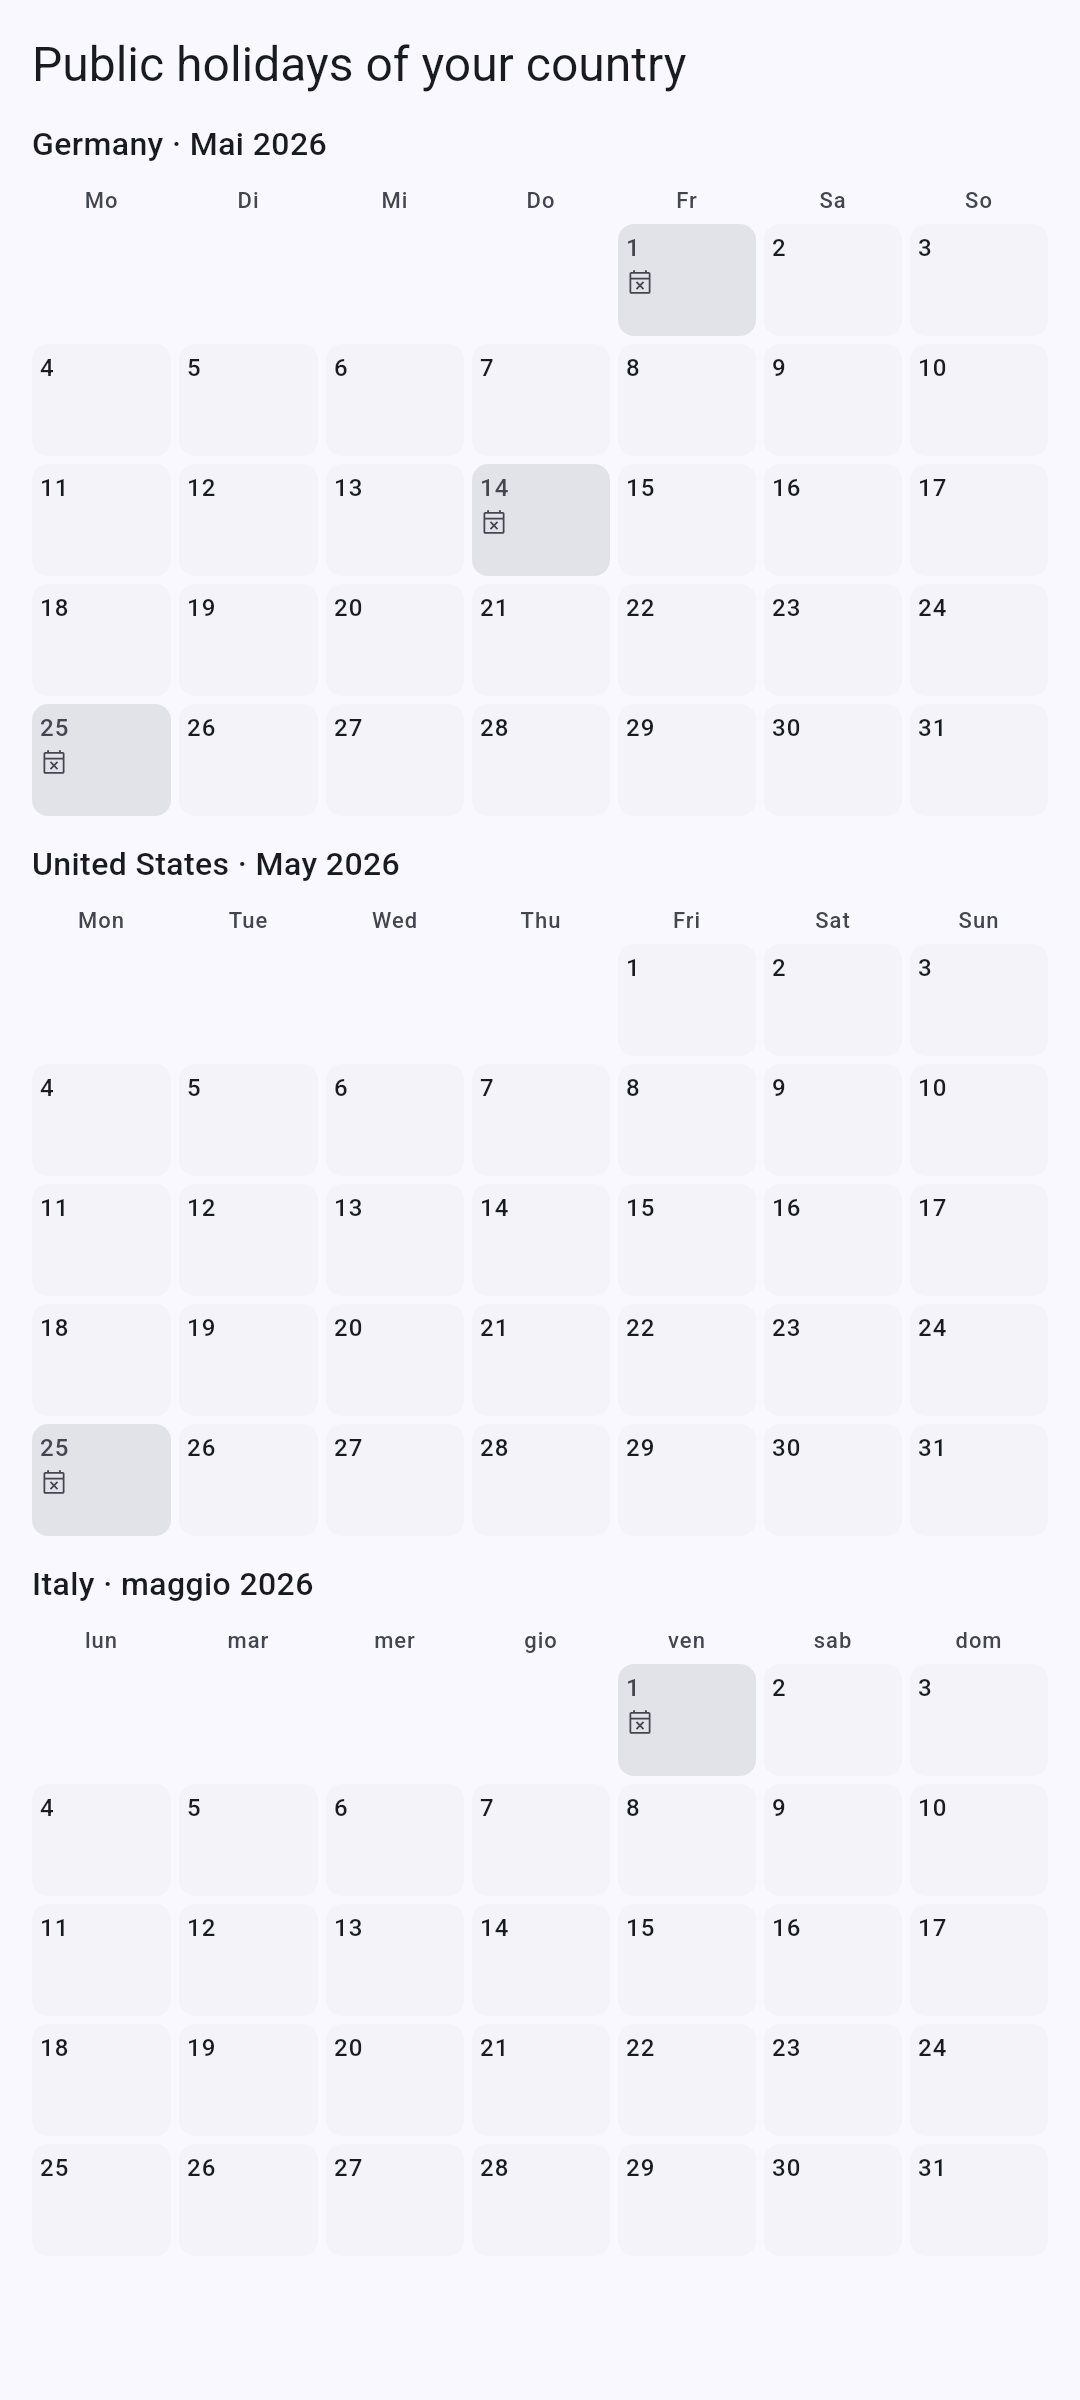 Public holidays of your country
Germany · Mai 2026
Mo Di Mi Do Fr Sa So
1 2 3
4 5 6 7 8 9 10
11 12 13 14 15 16 17
18 19 20 21 22 23 24
25 26 27 28 29 30 31
United States · May 2026
Mon Tue Wed Thu Fri Sat Sun
1 2 3
4 5 6 7 8 9 10
11 12 13 14 15 16 17
18 19 20 21 22 23 24
25 26 27 28 29 30 31
Italy · maggio 2026
lun mar mer gio ven sab dom
1 2 3
4 5 6 7 8 9 10
11 12 13 14 15 16 17
18 19 20 21 22 23 24
25 26 27 28 29 30 31